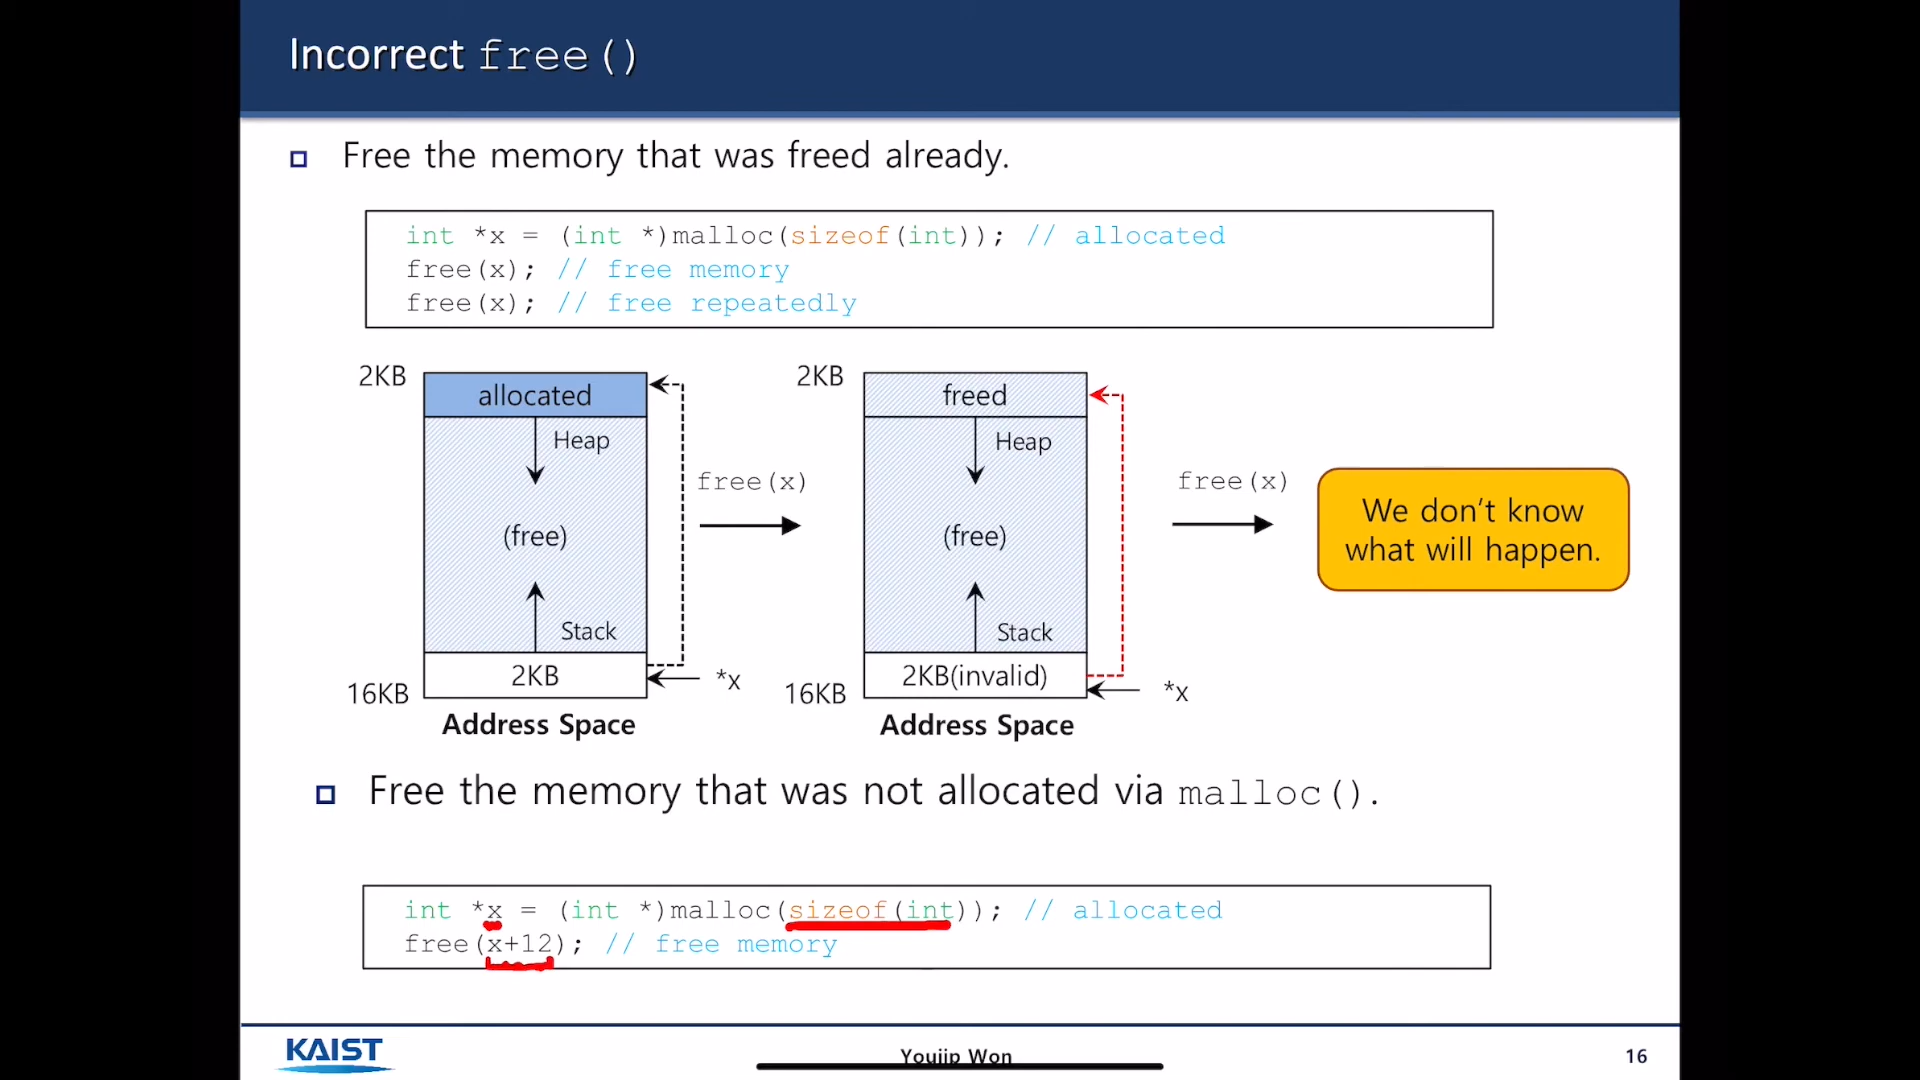 Incorrect free()
Free the memory that was freed already.
int *x = (int *)malloc(sizeof(int)); // allocated
free(x); // free memory
free(x); // free repeatedly
2KB
allocated
Heap
(free)
Stack
2KB
16KB
*x
Address Space
free(x)
2KB
freed
Heap
(free)
Stack
2KB(invalid)
16KB
*x
Address Space
free(x)
We don't know
what will happen.
Free the memory that was not allocated via malloc().
int *x = (int *)malloc(sizeof(int)); // allocated
free(x+12); // free memory
KAIST
Youjip Won
16